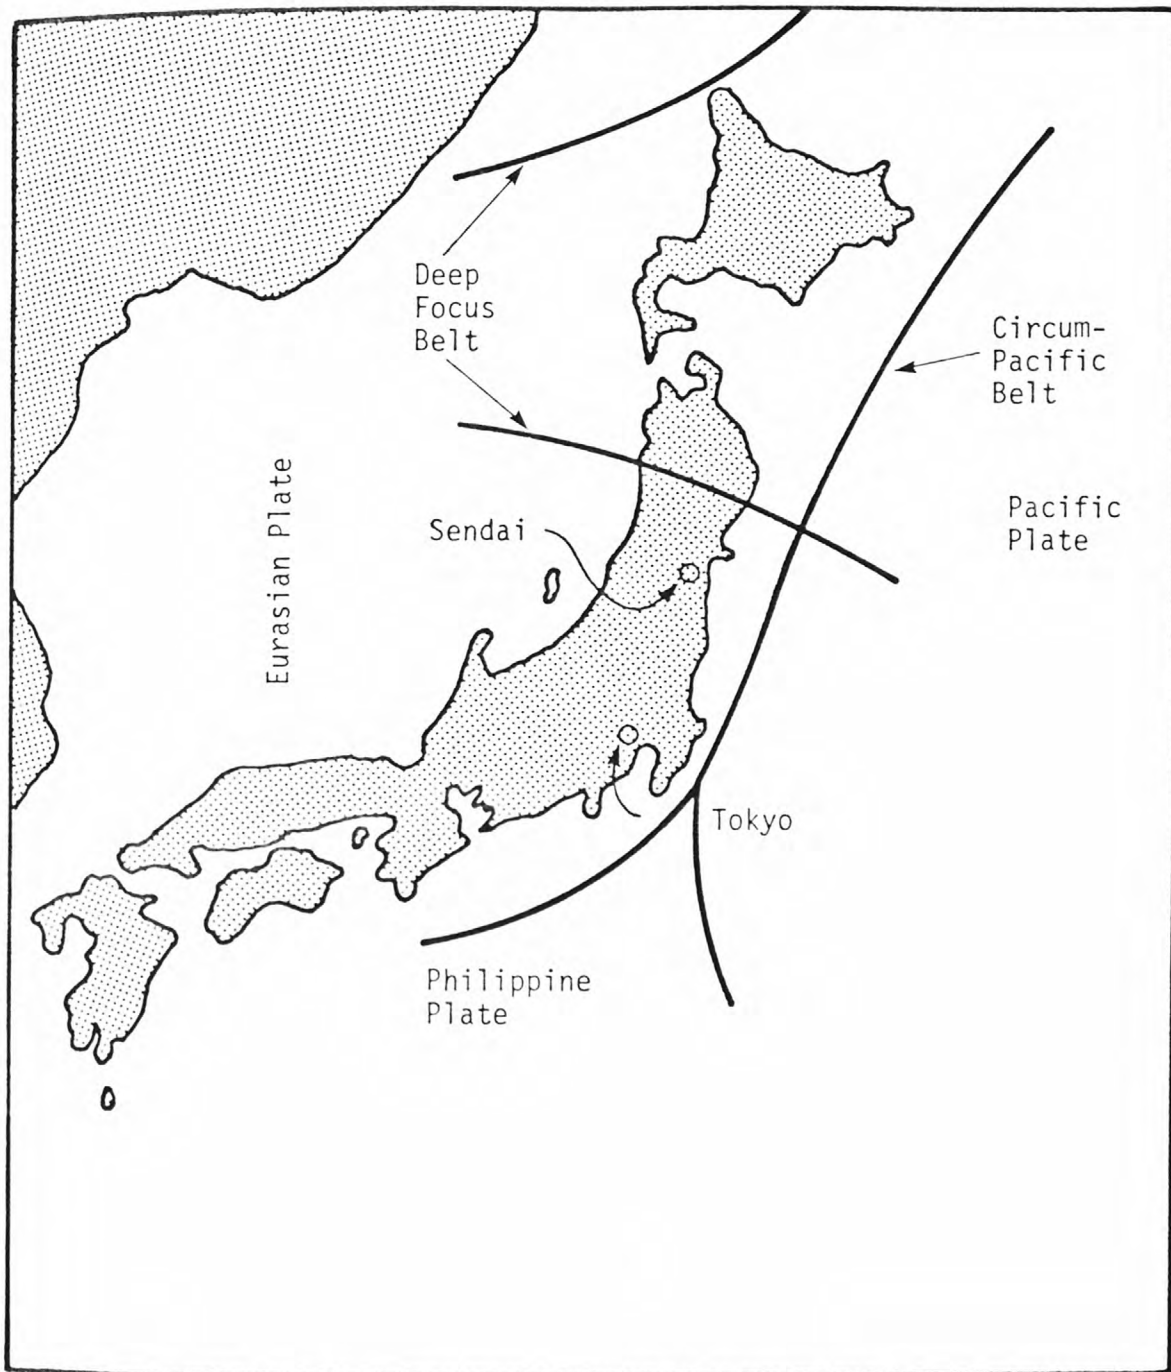 Deep
Focus
Belt
Circum-
Pacific
Belt
Eurasian Plate
Pacific
Plate
Sendai
Tokyo
Philippine
Plate